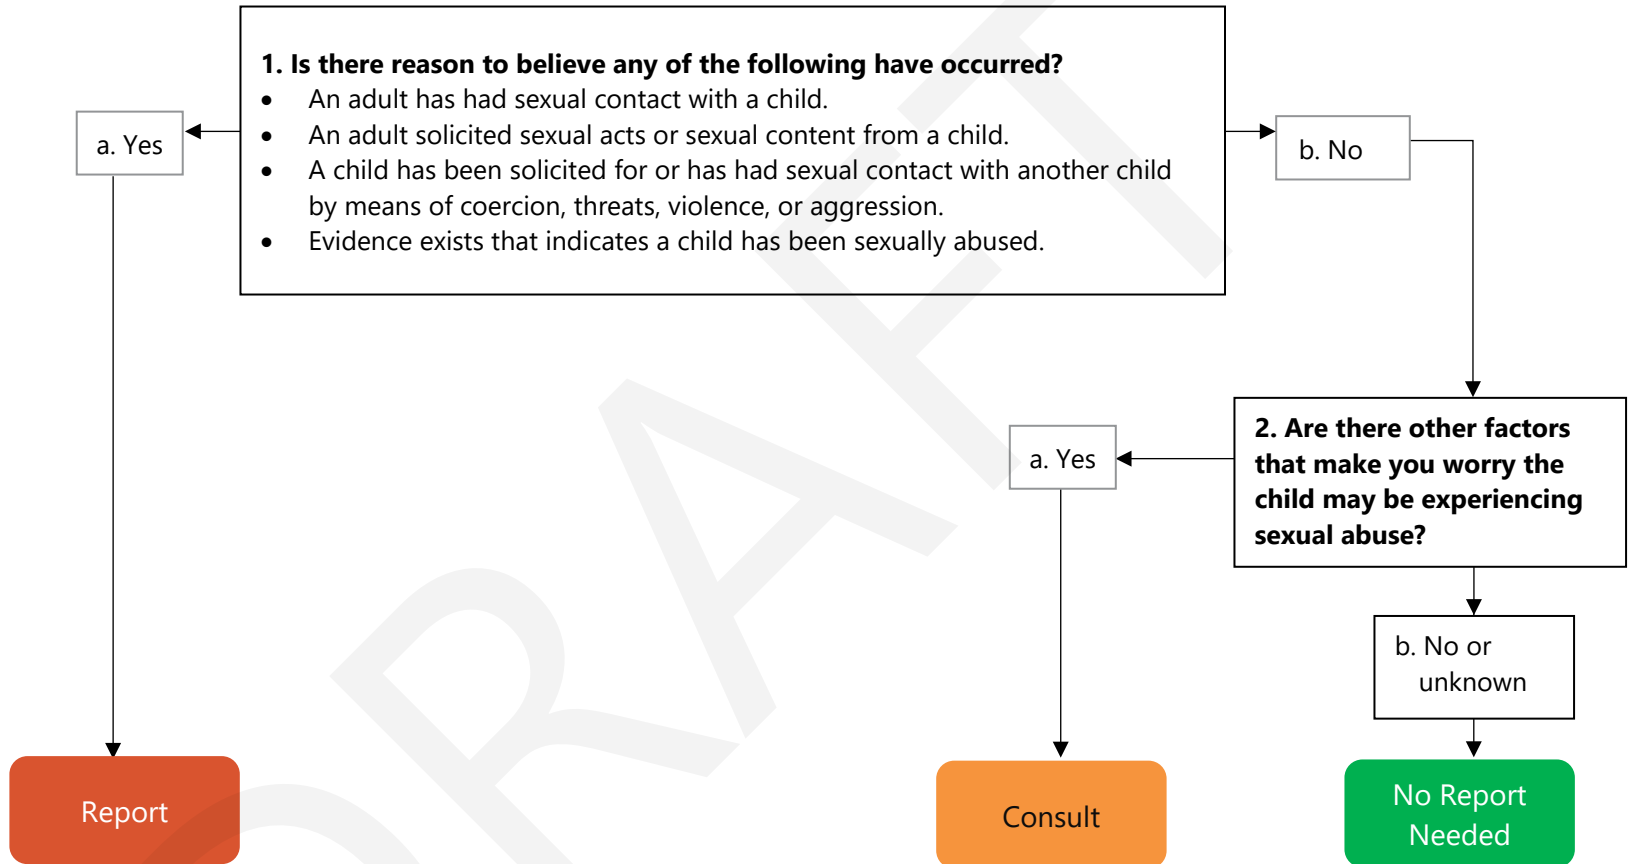 1. Is there reason to believe any of the following have occurred?
• An adult has had sexual contact with a child.
• An adult solicited sexual acts or sexual content from a child.
• A child has been solicited for or has had sexual contact with another child
by means of coercion, threats, violence, or aggression.
• Evidence exists that indicates a child has been sexually abused.
a. Yes
b. No
2. Are there other factors
that make you worry the
child may be experiencing
sexual abuse?
a. Yes
b. No or
unknown
Report
Consult
No Report
Needed
DRAFT